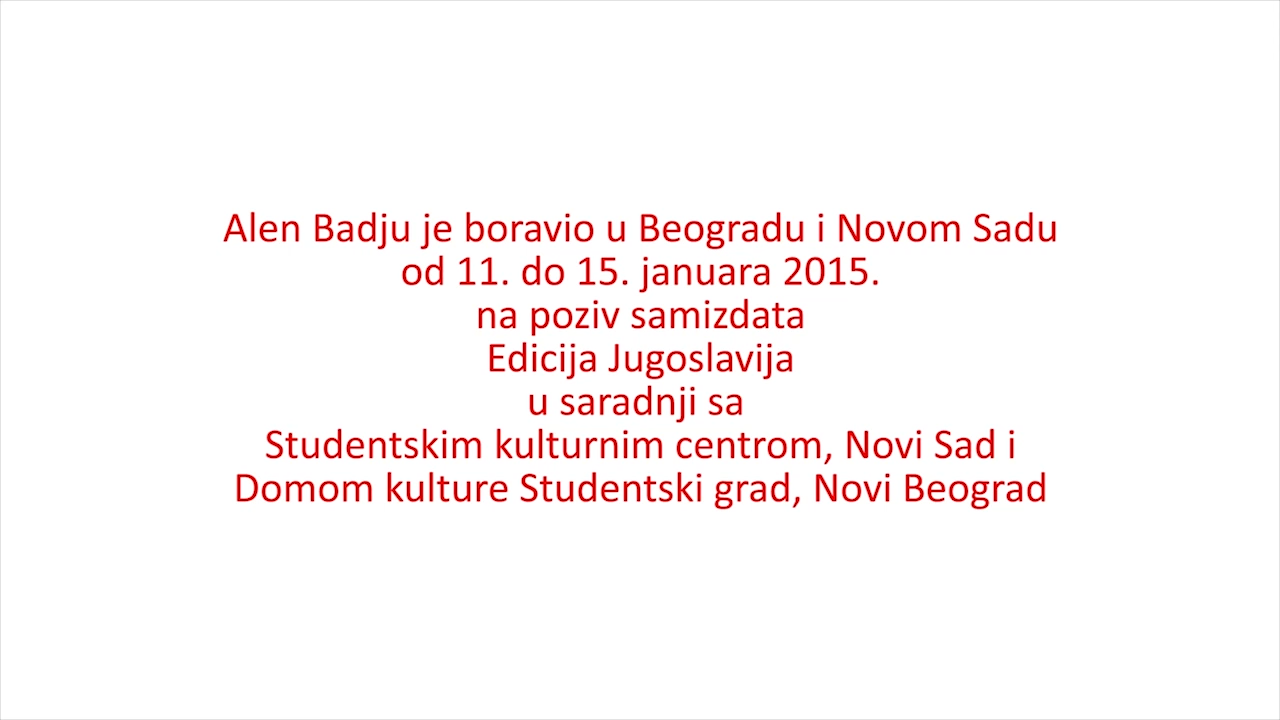 Alen Badju je boravio u Beogradu i Novom Sadu
od 11. do 15. januara 2015.
na poziv samizdata
Edicija Jugoslavija
u saradnji sa
Studentskim kulturnim centrom, Novi Sad i
Domom kulture Studentski grad, Novi Beograd